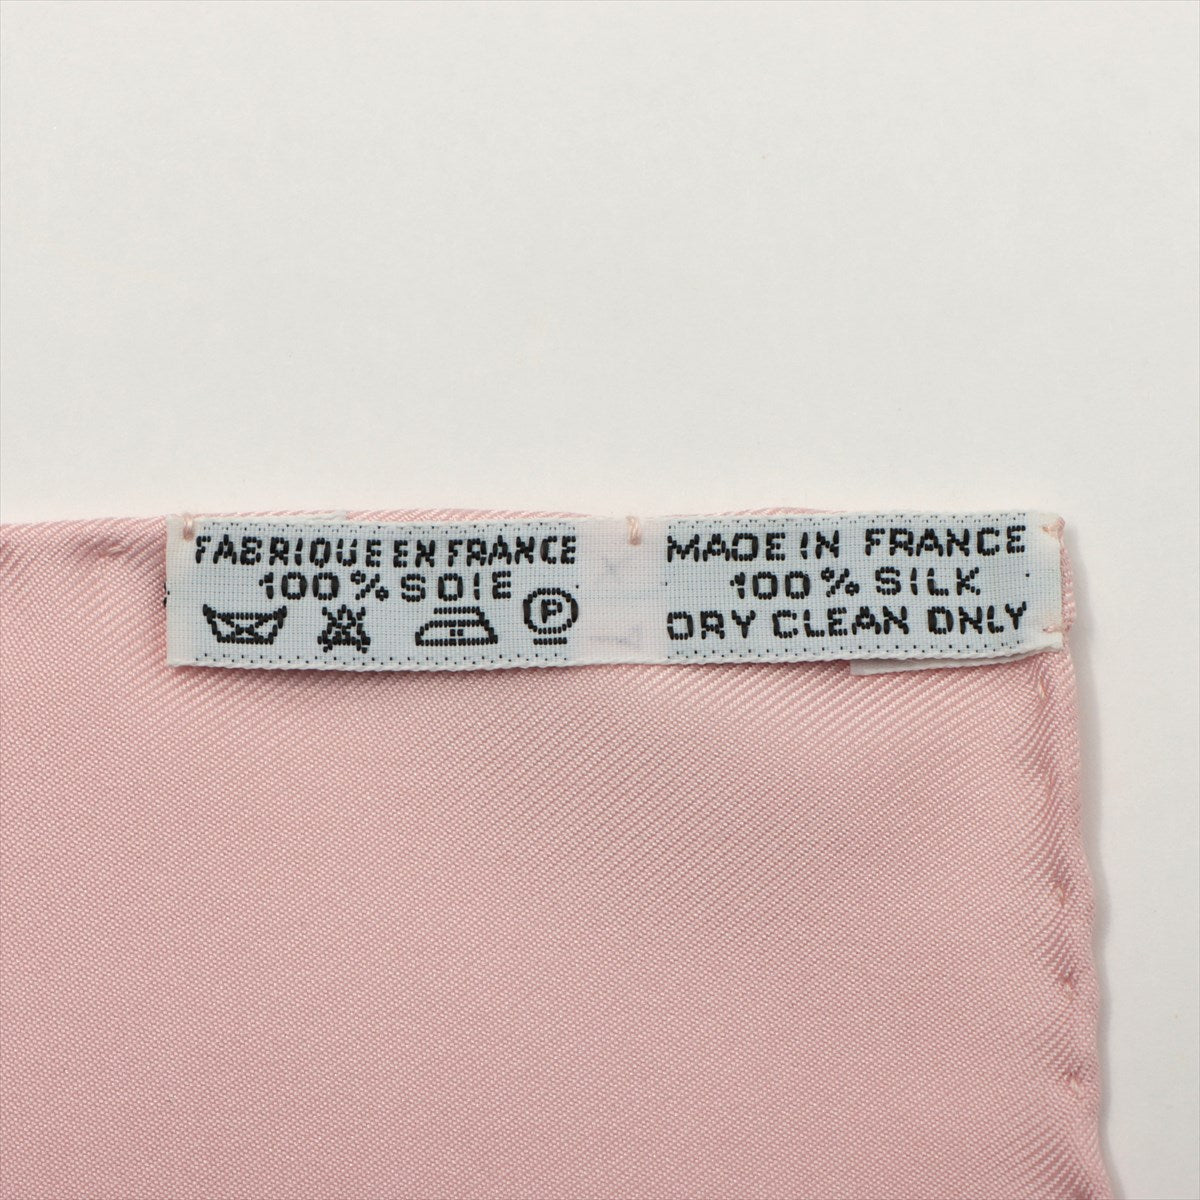 FABRIQUE EN FRANCE
100% SOIE
P
MADE IN FRANCE
100% SILK
DRY CLEAN ONLY